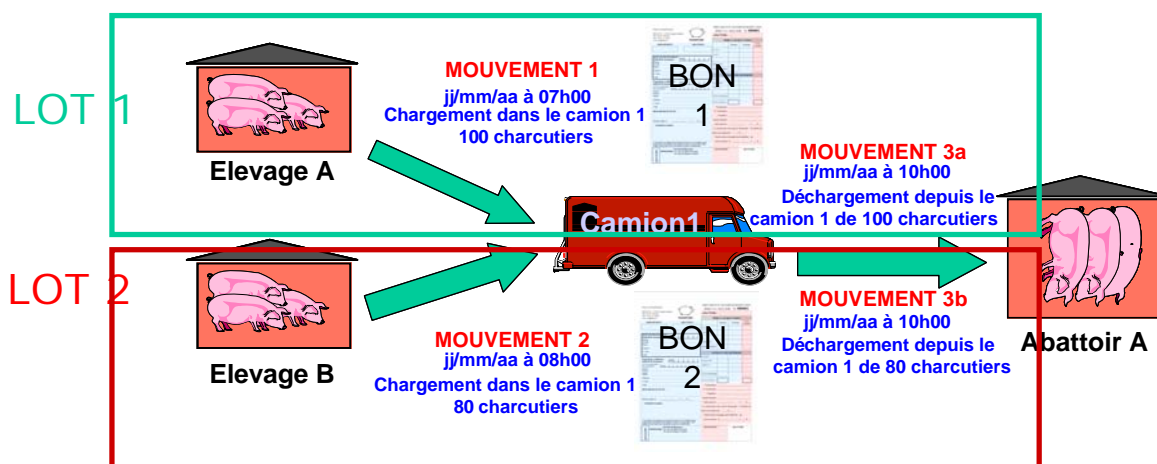 LOT 1
Elevage A
MOUVEMENT 1
jj/mm/aa à 07h00
Chargement dans le camion 1
100 charcutiers
BON
1
MOUVEMENT 3a
jj/mm/aa à 10h00
Déchargement depuis le
camion 1 de 100 charcutiers
Camion1
LOT 2
Elevage B
MOUVEMENT 2
jj/mm/aa à 08h00
Chargement dans le camion 1
80 charcutiers
BON
2
MOUVEMENT 3b
jj/mm/aa à 10h00
Déchargement depuis le
camion 1 de 80 charcutiers
Abattoir A